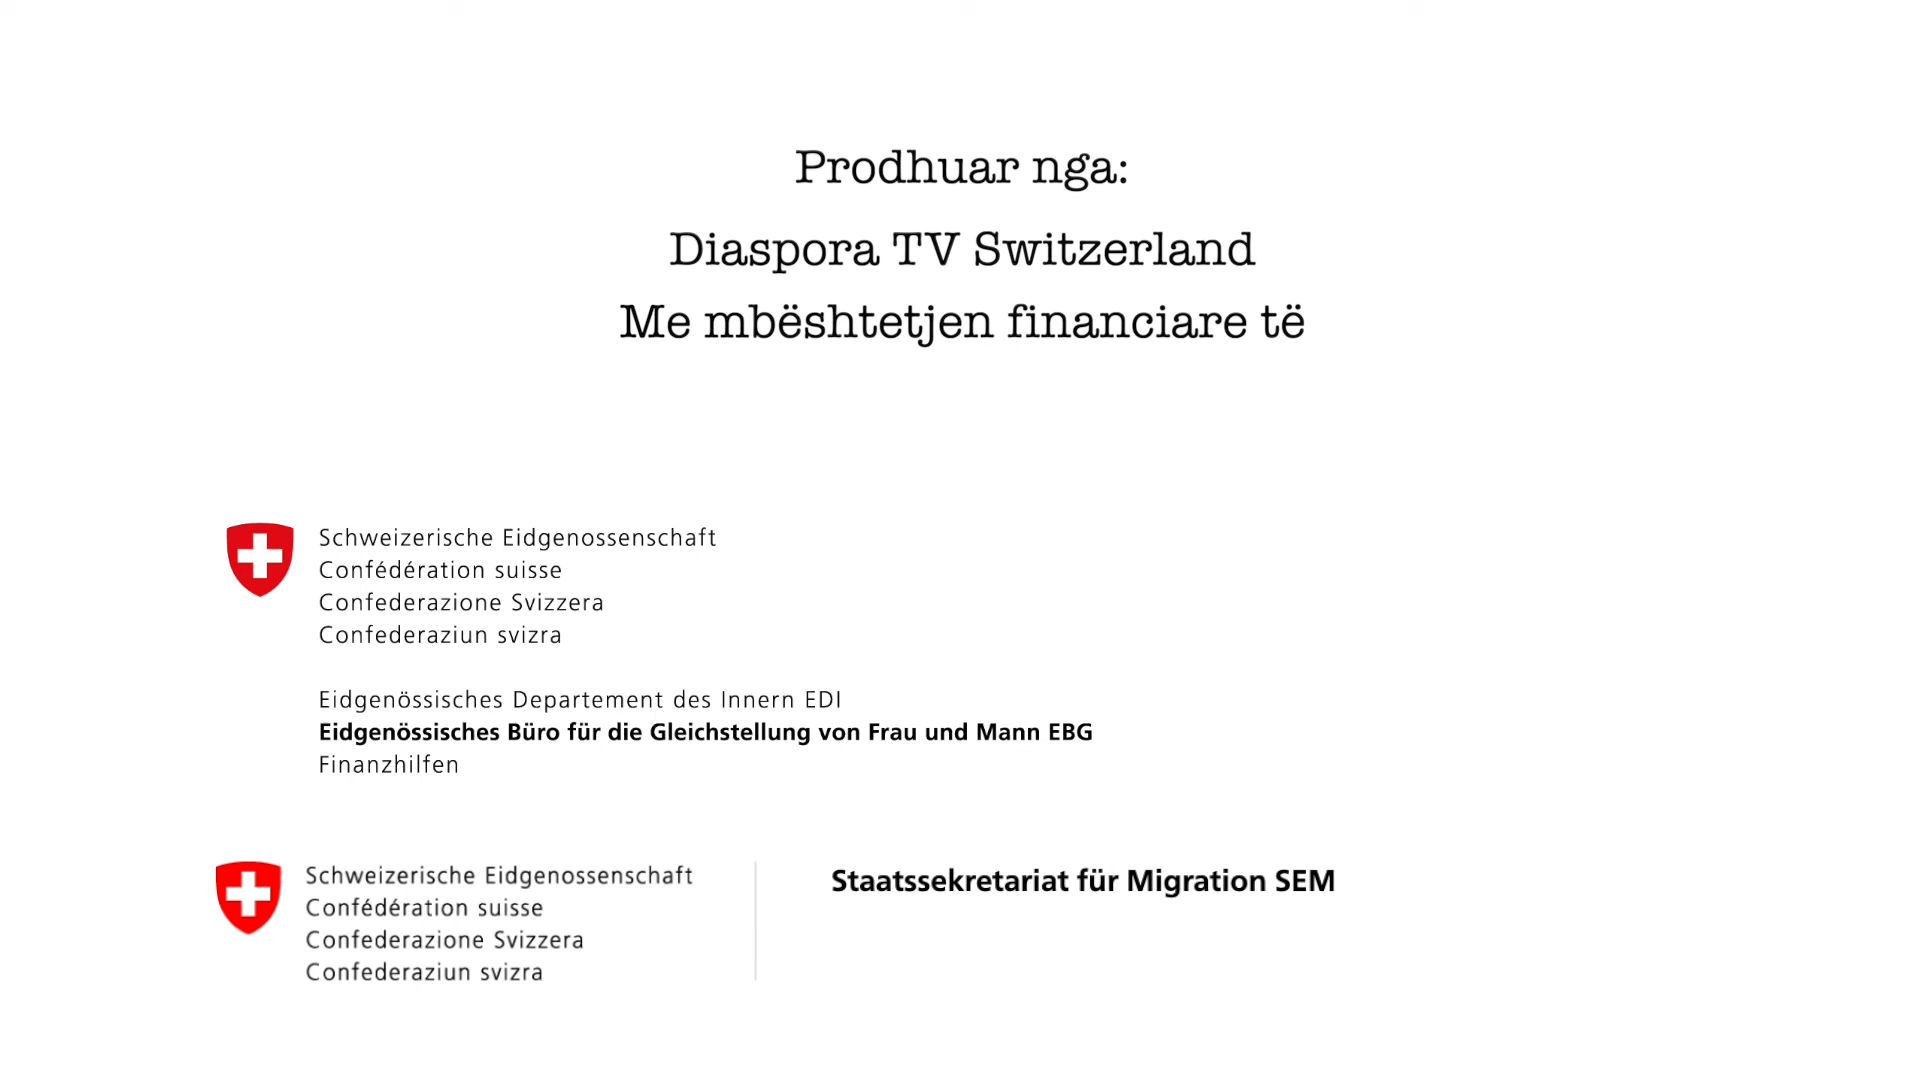 Prodhuar nga:
Diaspora TV Switzerland
Me mbështetjen financiare të
Schweizerische Eidgenossenschaft
Confédération suisse
Confederazione Svizzera
Confederaziun svizra
Eidgenössisches Departement des Innern EDI
Eidgenössisches Büro für die Gleichstellung von Frau und Mann EBG
Finanzhilfen
Schweizerische Eidgenossenschaft
Confédération suisse
Confederazione Svizzera
Confederaziun svizra
Staatssekretariat für Migration SEM